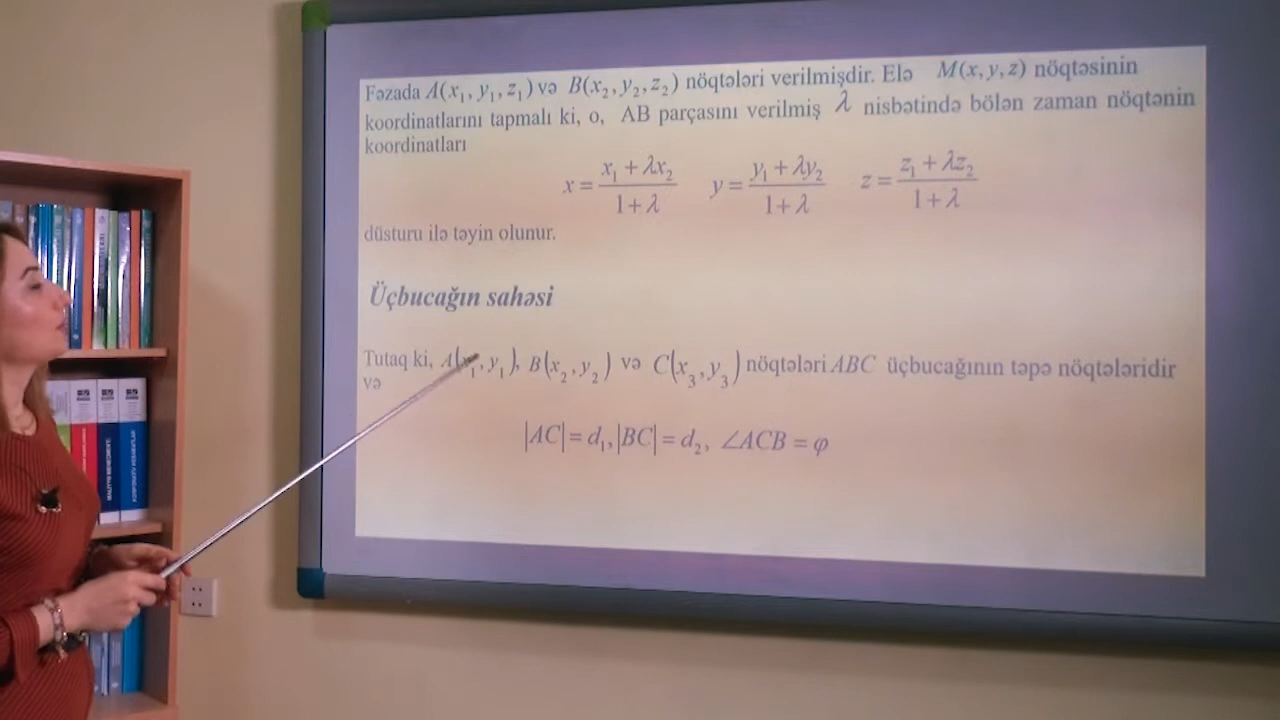 Fəzada A(x₁, y₁, z₁) və B(x₂, y₂, z₂) nöqtələri verilmişdir. Elə M(x, y, z) nöqtəsinin
koordinatlarını tapmalı ki, o, AB parçasını verilmiş λ nisbətində bölən zaman nöqtənin
koordinatları
x = (x₁ + λx₂)/(1 + λ) y = (y₁ + λy₂)/(1 + λ) z = (z₁ + λz₂)/(1 + λ)
düsturu ilə təyin olunur.
Üçbucağın sahəsi
Tutaq ki, A(x₁, y₁), B(x₂, y₂) və C(x₃, y₃) nöqtələri ABC üçbucağının təpə nöqtələridir
və
|AC| = d₁, |BC| = d₂, ∠ACB = φ